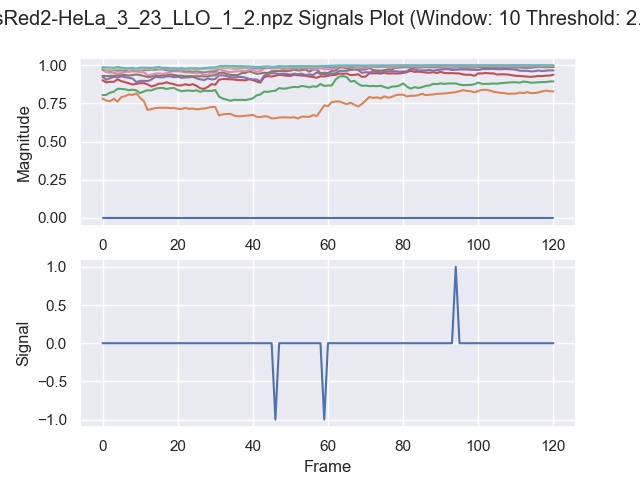 sRed2-HeLa_3_23_LLO_1_2.npz Signals Plot (Window: 10 Threshold: 2.
1.00
0.75
0.50
0.25
0.00
Magnitude
0 20 40 60 80 100 120
1.0
0.5
0.0
−0.5
−1.0
Signal
0 20 40 60 80 100 120
Frame